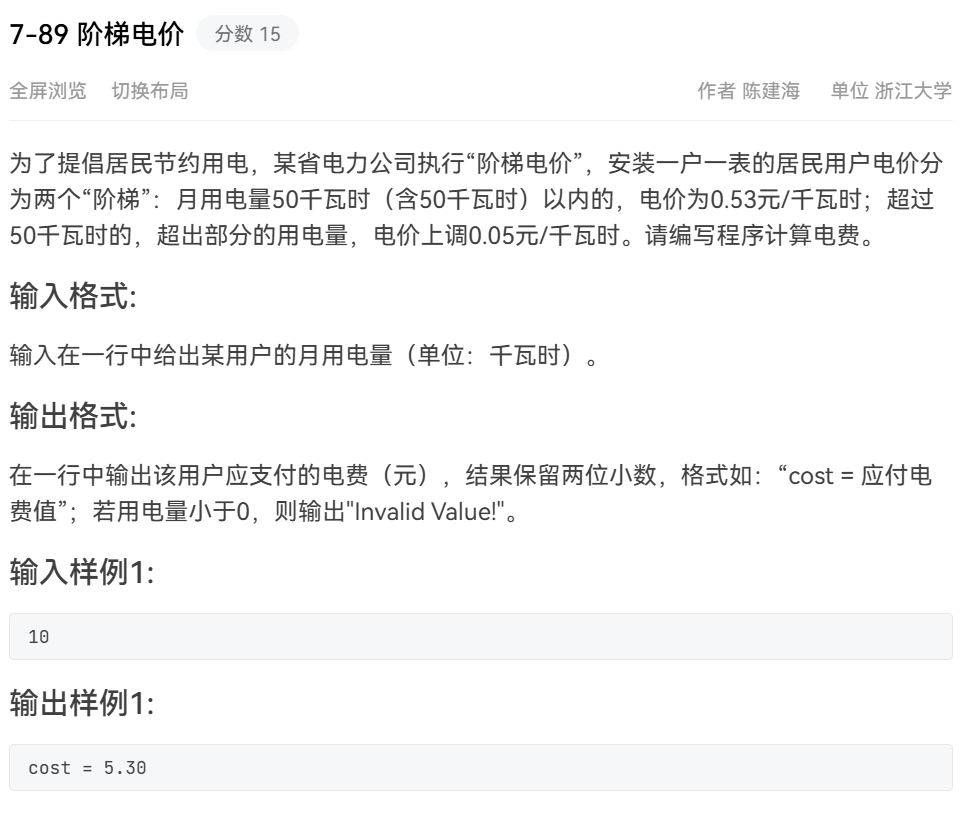 7-89 阶梯电价 分数 15
全屏浏览 切换布局 作者 陈建海 单位 浙江大学
为了提倡居民节约用电，某省电力公司执行“阶梯电价”，安装一户一表的居民用户电价分
为两个“阶梯”：月用电量50千瓦时（含50千瓦时）以内的，电价为0.53元/千瓦时；超过
50千瓦时的，超出部分的用电量，电价上调0.05元/千瓦时。请编写程序计算电费。
输入格式:
输入在一行中给出某用户的月用电量（单位：千瓦时）。
输出格式:
在一行中输出该用户应支付的电费（元），结果保留两位小数，格式如：“cost = 应付电
费值”；若用电量小于0，则输出"Invalid Value!"。
输入样例1:
10
输出样例1:
cost = 5.30